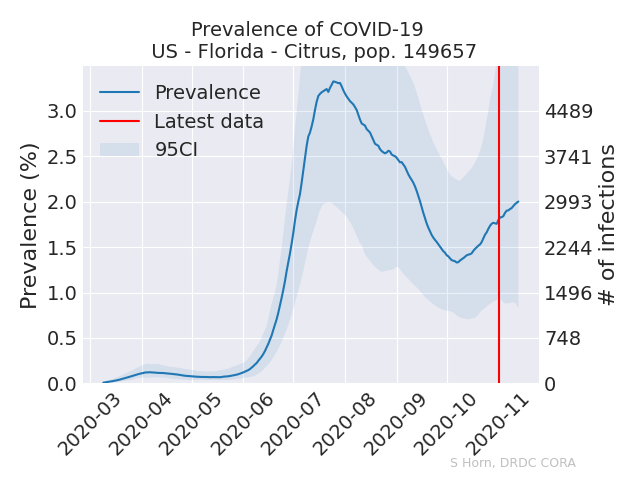 Prevalence of COVID-19
US - Florida - Citrus, pop. 149657
Prevalence
Latest data
95CI
Prevalence (%)
3.0
2.5
2.0
1.5
1.0
0.5
0.0
4489
3741
2993
2244
1496
748
0
# of infections
2020-03
2020-04
2020-05
2020-06
2020-07
2020-08
2020-09
2020-10
2020-11
S Horn, DRDC CORA